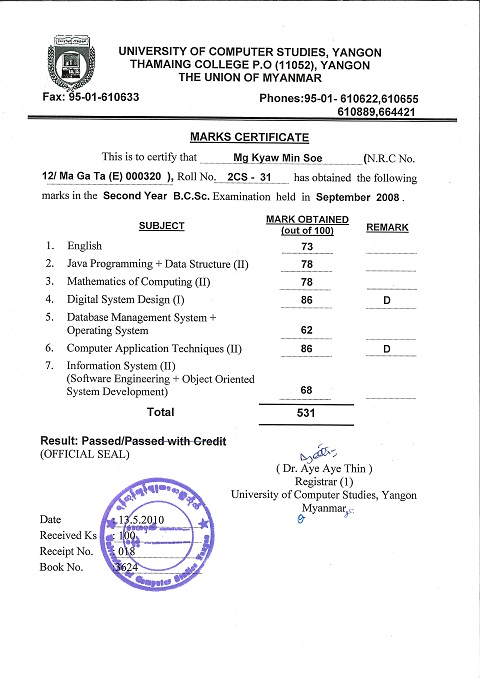 UNIVERSITY OF COMPUTER STUDIES, YANGON
THAMAING COLLEGE P.O (11052), YANGON
THE UNION OF MYANMAR
Fax: 95-01-610633 Phones:95-01- 610622,610655
610889,664421
MARKS CERTIFICATE
This is to certify that Mg Kyaw Min Soe (N.R.C No.
12/ Ma Ga Ta (E) 000320 ), Roll No. 2CS - 31 has obtained the following
marks in the Second Year B.C.Sc. Examination held in September 2008 .
SUBJECT MARK OBTAINED (out of 100) REMARK
1. English 73
2. Java Programming + Data Structure (II) 78
3. Mathematics of Computing (II) 78
4. Digital System Design (I) 86 D
5. Database Management System +
Operating System 62
6. Computer Application Techniques (II) 86 D
7. Information System (II)
(Software Engineering + Object Oriented
System Development) 68
Total 531
Result: Passed/Passed with Credit
(OFFICIAL SEAL)
( Dr. Aye Aye Thin )
Registrar (1)
University of Computer Studies, Yangon
Myanmar
Date : 13.5.2010
Received Ks : 100
Receipt No. : 018
Book No. :3624
University of Computer Studies Yangon